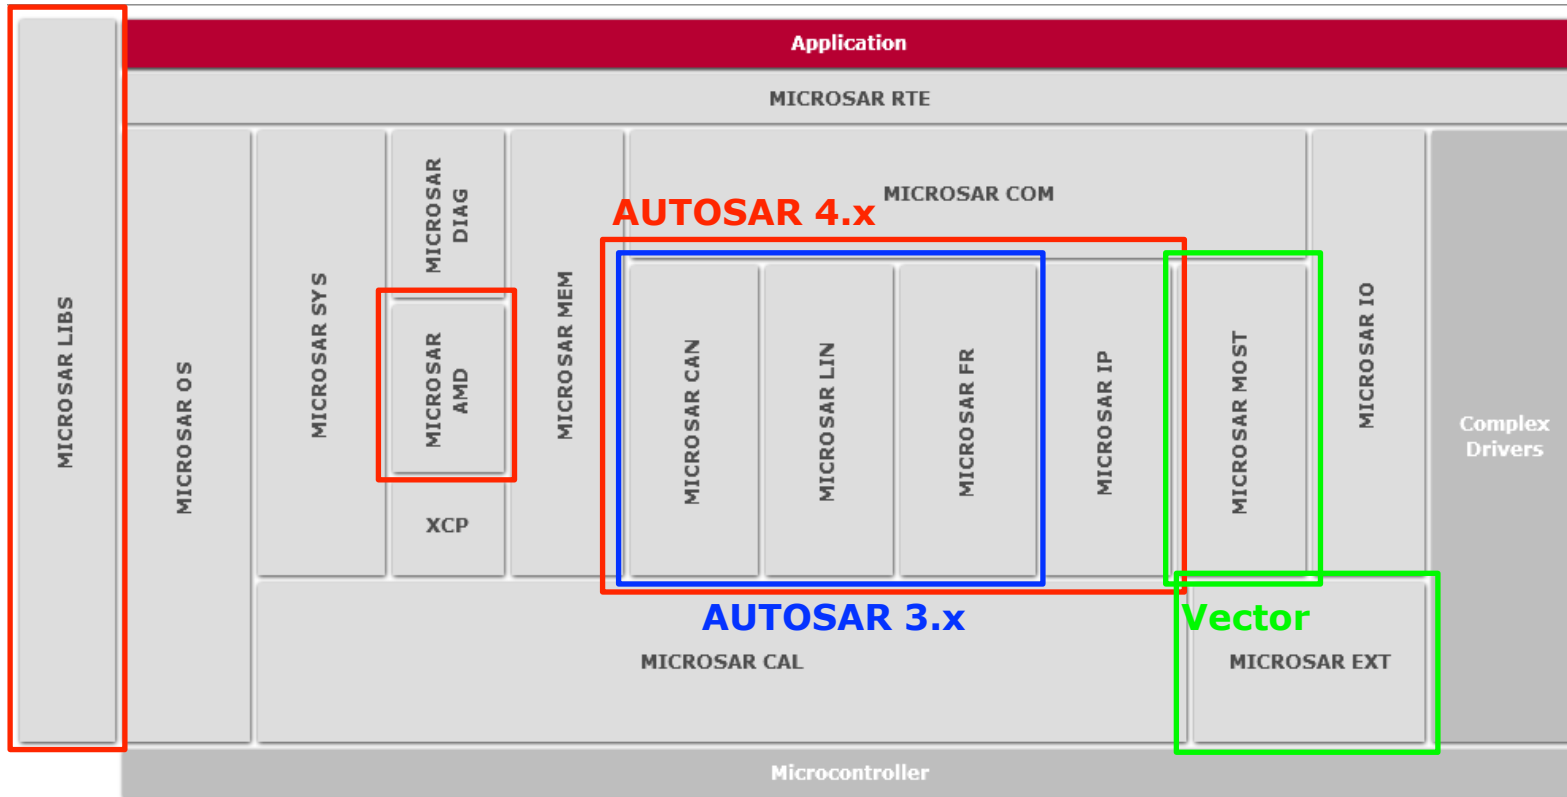 Application
MICROSAR RTE
MICROSAR LIBS
MICROSAR OS
MICROSAR SYS
MICROSAR
DIAG
MICROSAR
AMD
XCP
MICROSAR MEM
MICROSAR COM
AUTOSAR 4.x
MICROSAR CAN
MICROSAR LIN
MICROSAR FR
MICROSAR IP
MICROSAR MOST
MICROSAR IO
Complex
Drivers
AUTOSAR 3.x
Vector
MICROSAR CAL
MICROSAR EXT
Microcontroller